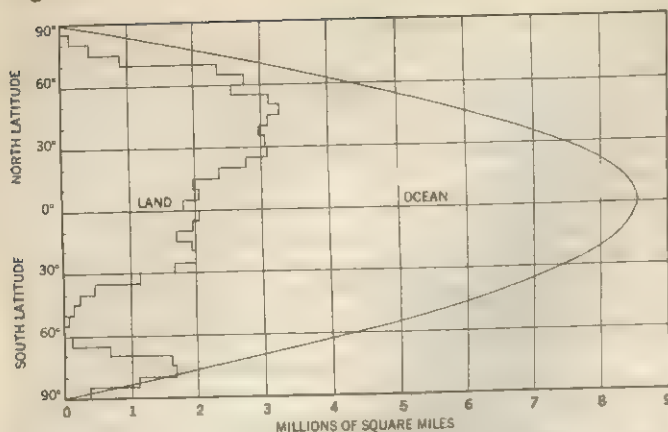 90°
60°
30°
0°
30°
60°
90°
NORTH LATITUDE
SOUTH LATITUDE
LAND
OCEAN
0 1 2 3 4 5 6 7 8 9
MILLIONS OF SQUARE MILES